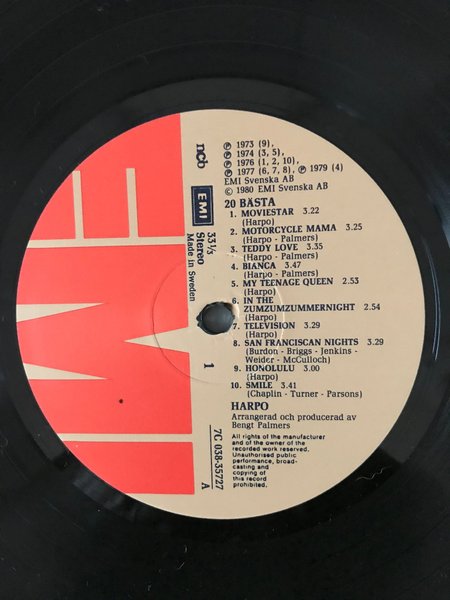 EMI
ncb
EMI
33⅓
Stereo
Made in Sweden
1
7C 038-35727
A
℗ 1973 (9),
℗ 1974 (3, 5),
℗ 1976 (1, 2, 10),
℗ 1977 (6, 7, 8), ℗ 1979 (4)
EMI Svenska AB
© 1980 EMI Svenska AB
20 BÄSTA
1. MOVIESTAR 3.22
(Harpo)
2. MOTORCYCLE MAMA 3.25
(Harpo - Palmers)
3. TEDDY LOVE 3.35
(Harpo - Palmers)
4. BIANCA 3.47
(Harpo - Palmers)
5. MY TEENAGE QUEEN 2.53
(Harpo)
6. IN THE
ZUMZUMZUMMERNIGHT 2.54
(Harpo)
7. TELEVISION 3.29
(Harpo)
8. SAN FRANCISCAN NIGHTS 3.29
(Burdon - Briggs - Jenkins -
Weider - McCulloch)
9. HONOLULU 3.00
(Harpo)
10. SMILE 3.41
(Chaplin - Turner - Parsons)
HARPO
Arrangerad och producerad av
Bengt Palmers
All rights of the manufacturer
and of the owner of the
recorded work reserved.
Unauthorised public
performance, broad-
casting and
copying of
this record
prohibited.